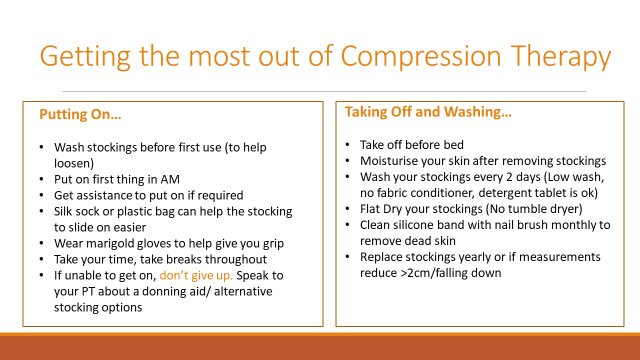 Getting the most out of Compression Therapy
Putting On…
• Wash stockings before first use (to help
loosen)
• Put on first thing in AM
• Get assistance to put on if required
• Silk sock or plastic bag can help the stocking
to slide on easier
• Wear marigold gloves to help give you grip
• Take your time, take breaks throughout
• If unable to get on, don’t give up. Speak to
your PT about a donning aid/ alternative
stocking options
Taking Off and Washing…
• Take off before bed
• Moisturise your skin after removing stockings
• Wash your stockings every 2 days (Low wash,
no fabric conditioner, detergent tablet is ok)
• Flat Dry your stockings (No tumble dryer)
• Clean silicone band with nail brush monthly to
remove dead skin
• Replace stockings yearly or if measurements
reduce >2cm/falling down